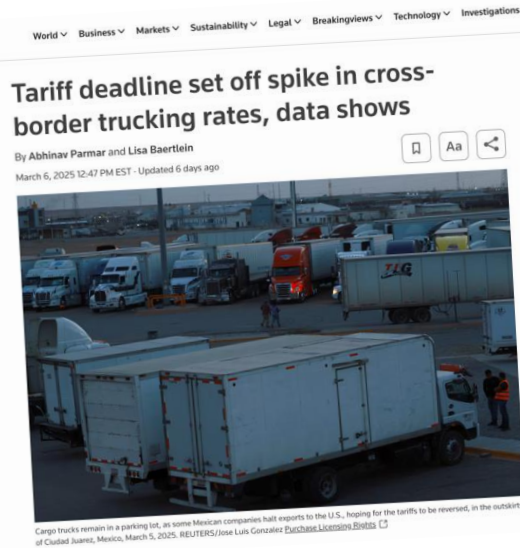 World Business Markets Sustainability Legal Breakingviews Technology Investigations
Tariff deadline set off spike in cross-
border trucking rates, data shows
By Abhinav Parmar and Lisa Baertlein
March 6, 2025 12:47 PM EST · Updated 6 days ago
Aa
TLG
Cargo trucks remain in a parking lot, as some Mexican companies halt exports to the U.S., hoping for the tariffs to be reversed, in the outskirt
of Ciudad Juarez, Mexico, March 5, 2025. REUTERS/Jose Luis Gonzalez Purchase Licensing Rights